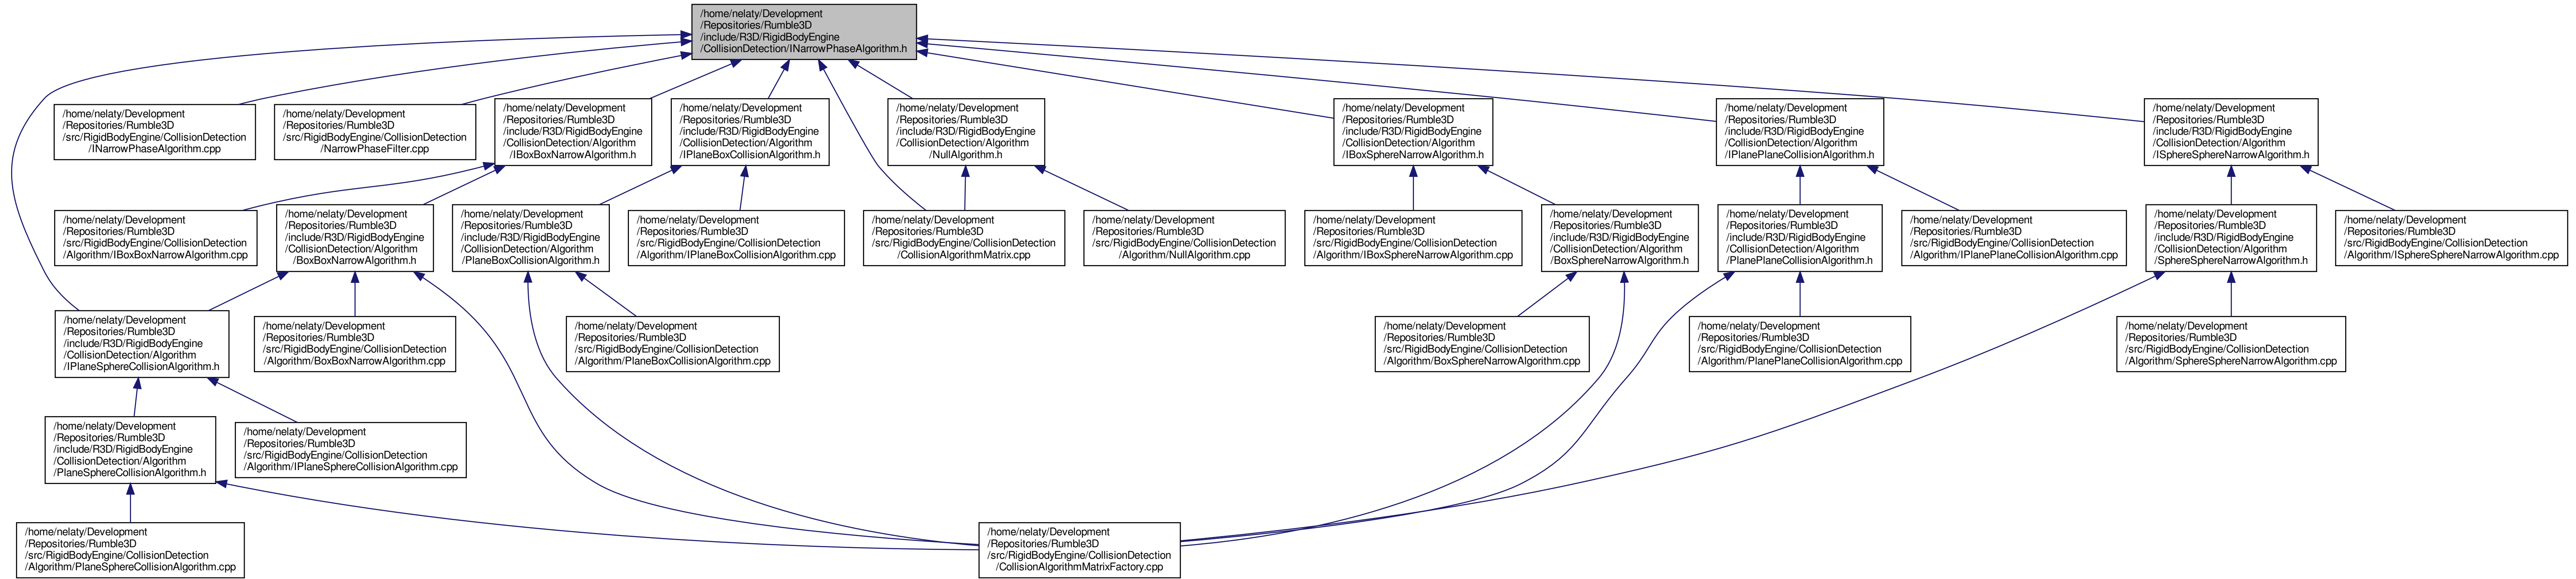 /home/nelaty/Development
/Repositories/Rumble3D
/include/R3D/RigidBodyEngine
/CollisionDetection/INarrowPhaseAlgorithm.h
/home/nelaty/Development
/Repositories/Rumble3D
/src/RigidBodyEngine/CollisionDetection
/INarrowPhaseAlgorithm.cpp
/home/nelaty/Development
/Repositories/Rumble3D
/src/RigidBodyEngine/CollisionDetection
/NarrowPhaseFilter.cpp
/home/nelaty/Development
/Repositories/Rumble3D
/include/R3D/RigidBodyEngine
/CollisionDetection/Algorithm
/IBoxBoxNarrowAlgorithm.h
/home/nelaty/Development
/Repositories/Rumble3D
/include/R3D/RigidBodyEngine
/CollisionDetection/Algorithm
/IPlaneBoxCollisionAlgorithm.h
/home/nelaty/Development
/Repositories/Rumble3D
/include/R3D/RigidBodyEngine
/CollisionDetection/Algorithm
/NullAlgorithm.h
/home/nelaty/Development
/Repositories/Rumble3D
/include/R3D/RigidBodyEngine
/CollisionDetection/Algorithm
/IBoxSphereNarrowAlgorithm.h
/home/nelaty/Development
/Repositories/Rumble3D
/include/R3D/RigidBodyEngine
/CollisionDetection/Algorithm
/IPlanePlaneCollisionAlgorithm.h
/home/nelaty/Development
/Repositories/Rumble3D
/include/R3D/RigidBodyEngine
/CollisionDetection/Algorithm
/ISphereSphereNarrowAlgorithm.h
/home/nelaty/Development
/Repositories/Rumble3D
/src/RigidBodyEngine/CollisionDetection
/Algorithm/IBoxBoxNarrowAlgorithm.cpp
/home/nelaty/Development
/Repositories/Rumble3D
/include/R3D/RigidBodyEngine
/CollisionDetection/Algorithm
/BoxBoxNarrowAlgorithm.h
/home/nelaty/Development
/Repositories/Rumble3D
/include/R3D/RigidBodyEngine
/CollisionDetection/Algorithm
/PlaneBoxCollisionAlgorithm.h
/home/nelaty/Development
/Repositories/Rumble3D
/src/RigidBodyEngine/CollisionDetection
/Algorithm/IPlaneBoxCollisionAlgorithm.cpp
/home/nelaty/Development
/Repositories/Rumble3D
/src/RigidBodyEngine/CollisionDetection
/CollisionAlgorithmMatrix.cpp
/home/nelaty/Development
/Repositories/Rumble3D
/src/RigidBodyEngine/CollisionDetection
/Algorithm/NullAlgorithm.cpp
/home/nelaty/Development
/Repositories/Rumble3D
/src/RigidBodyEngine/CollisionDetection
/Algorithm/IBoxSphereNarrowAlgorithm.cpp
/home/nelaty/Development
/Repositories/Rumble3D
/include/R3D/RigidBodyEngine
/CollisionDetection/Algorithm
/BoxSphereNarrowAlgorithm.h
/home/nelaty/Development
/Repositories/Rumble3D
/include/R3D/RigidBodyEngine
/CollisionDetection/Algorithm
/PlanePlaneCollisionAlgorithm.h
/home/nelaty/Development
/Repositories/Rumble3D
/src/RigidBodyEngine/CollisionDetection
/Algorithm/IPlanePlaneCollisionAlgorithm.cpp
/home/nelaty/Development
/Repositories/Rumble3D
/include/R3D/RigidBodyEngine
/CollisionDetection/Algorithm
/SphereSphereNarrowAlgorithm.h
/home/nelaty/Development
/Repositories/Rumble3D
/src/RigidBodyEngine/CollisionDetection
/Algorithm/ISphereSphereNarrowAlgorithm.cpp
/home/nelaty/Development
/Repositories/Rumble3D
/include/R3D/RigidBodyEngine
/CollisionDetection/Algorithm
/IPlaneSphereCollisionAlgorithm.h
/home/nelaty/Development
/Repositories/Rumble3D
/src/RigidBodyEngine/CollisionDetection
/Algorithm/BoxBoxNarrowAlgorithm.cpp
/home/nelaty/Development
/Repositories/Rumble3D
/src/RigidBodyEngine/CollisionDetection
/Algorithm/PlaneBoxCollisionAlgorithm.cpp
/home/nelaty/Development
/Repositories/Rumble3D
/src/RigidBodyEngine/CollisionDetection
/Algorithm/BoxSphereNarrowAlgorithm.cpp
/home/nelaty/Development
/Repositories/Rumble3D
/src/RigidBodyEngine/CollisionDetection
/Algorithm/PlanePlaneCollisionAlgorithm.cpp
/home/nelaty/Development
/Repositories/Rumble3D
/src/RigidBodyEngine/CollisionDetection
/Algorithm/SphereSphereNarrowAlgorithm.cpp
/home/nelaty/Development
/Repositories/Rumble3D
/include/R3D/RigidBodyEngine
/CollisionDetection/Algorithm
/PlaneSphereCollisionAlgorithm.h
/home/nelaty/Development
/Repositories/Rumble3D
/src/RigidBodyEngine/CollisionDetection
/Algorithm/IPlaneSphereCollisionAlgorithm.cpp
/home/nelaty/Development
/Repositories/Rumble3D
/src/RigidBodyEngine/CollisionDetection
/Algorithm/PlaneSphereCollisionAlgorithm.cpp
/home/nelaty/Development
/Repositories/Rumble3D
/src/RigidBodyEngine/CollisionDetection
/CollisionAlgorithmMatrixFactory.cpp